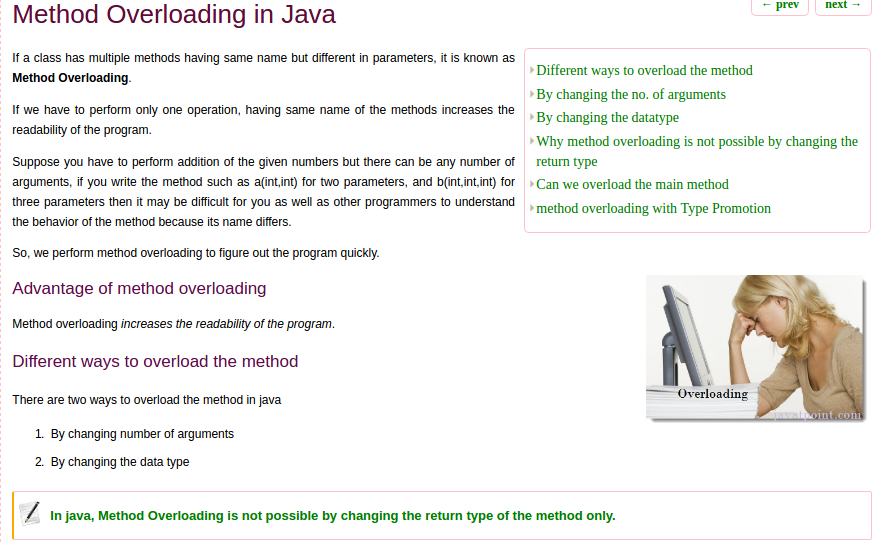 Method Overloading in Java
← prev next →
If a class has multiple methods having same name but different in parameters, it is known as
Method Overloading.
If we have to perform only one operation, having same name of the methods increases the
readability of the program.
Suppose you have to perform addition of the given numbers but there can be any number of
arguments, if you write the method such as a(int,int) for two parameters, and b(int,int,int) for
three parameters then it may be difficult for you as well as other programmers to understand
the behavior of the method because its name differs.
So, we perform method overloading to figure out the program quickly.
Different ways to overload the method
By changing the no. of arguments
By changing the datatype
Why method overloading is not possible by changing the
return type
Can we overload the main method
method overloading with Type Promotion
Advantage of method overloading
Method overloading increases the readability of the program.
Different ways to overload the method
There are two ways to overload the method in java
1. By changing number of arguments
2. By changing the data type
Overloading
javatpoint.com
In java, Method Overloading is not possible by changing the return type of the method only.